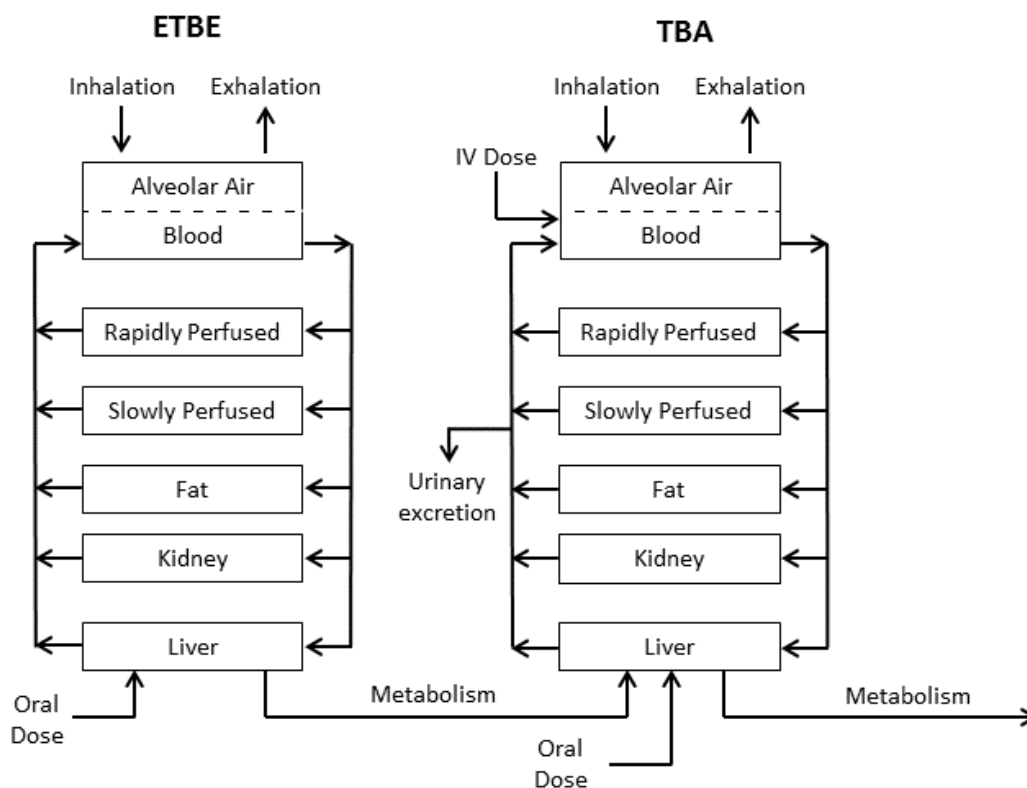 ETBE
TBA
Inhalation
Exhalation
Inhalation
Exhalation
IV Dose
Alveolar Air
Blood
Alveolar Air
Blood
Rapidly Perfused
Rapidly Perfused
Slowly Perfused
Slowly Perfused
Urinary
excretion
Fat
Fat
Kidney
Kidney
Liver
Liver
Oral
Dose
Metabolism
Metabolism
Oral
Dose